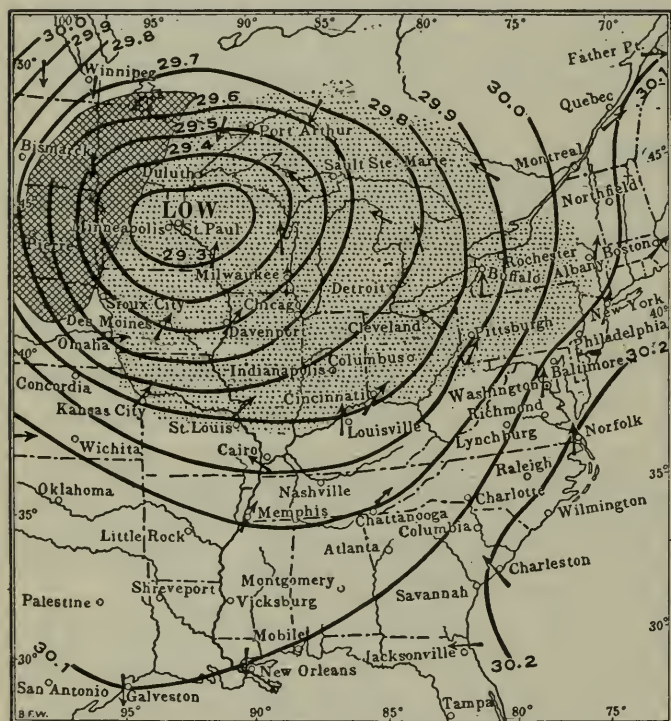 100 95° 90° 85° 80° 75° 70°
30.0
29.9
29.8
29.7
29.6
29.5
29.4
29.3
29.8
29.9
30.0
Father Pt.
50°
50°
Winnipeg
Quebec
Port Arthur
Bismarck
Montreal
Sault Ste. Marie
45°
Duluth
Northfield
LOW
Minneapolis St. Paul
Pierre
Rochester
Boston
Albany
Buffalo
Milwaukee
Detroit
Sioux City
Chicago
New York
40°
Des Moines
Davenport
Cleveland
Pittsburgh
Philadelphia
Omaha
40°
Columbus
Baltimore
30.2
Indianapolis
Concordia
Washington
Cincinnati
Kansas City
Richmond
St. Louis
Louisville
Norfolk
Wichita
Lynchburg
Cairo
Raleigh
Nashville
Oklahoma
Charlotte
35°
Memphis
Wilmington
35°
Chattanooga
Columbia
Little Rock
Atlanta
Charleston
Montgomery
Savannah
Shreveport
Palestine
Vicksburg
30°
Mobile
30.1
Jacksonville
30.2
30°
New Orleans
San Antonio
Galveston
Tampa
B.F.W.
95° 90° 85° 80° 75°